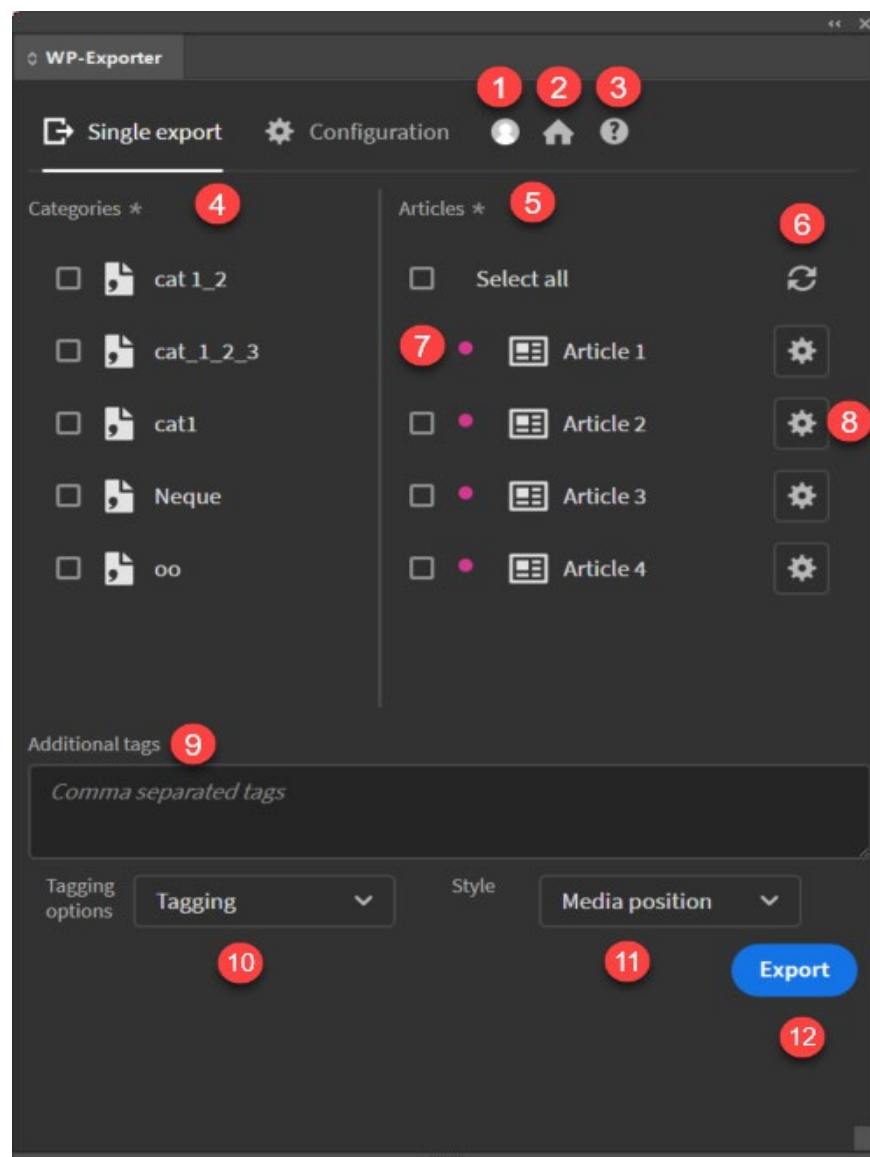 WP-Exporter
1 2 3
Single export Configuration
Categories * 4 Articles * 5
6
cat 1_2 Select all
cat_1_2_3 7 Article 1
cat1 Article 2 8
Neque Article 3
oo Article 4
Additional tags 9
Comma separated tags
Tagging options Tagging Style Media position
10 11 Export
12